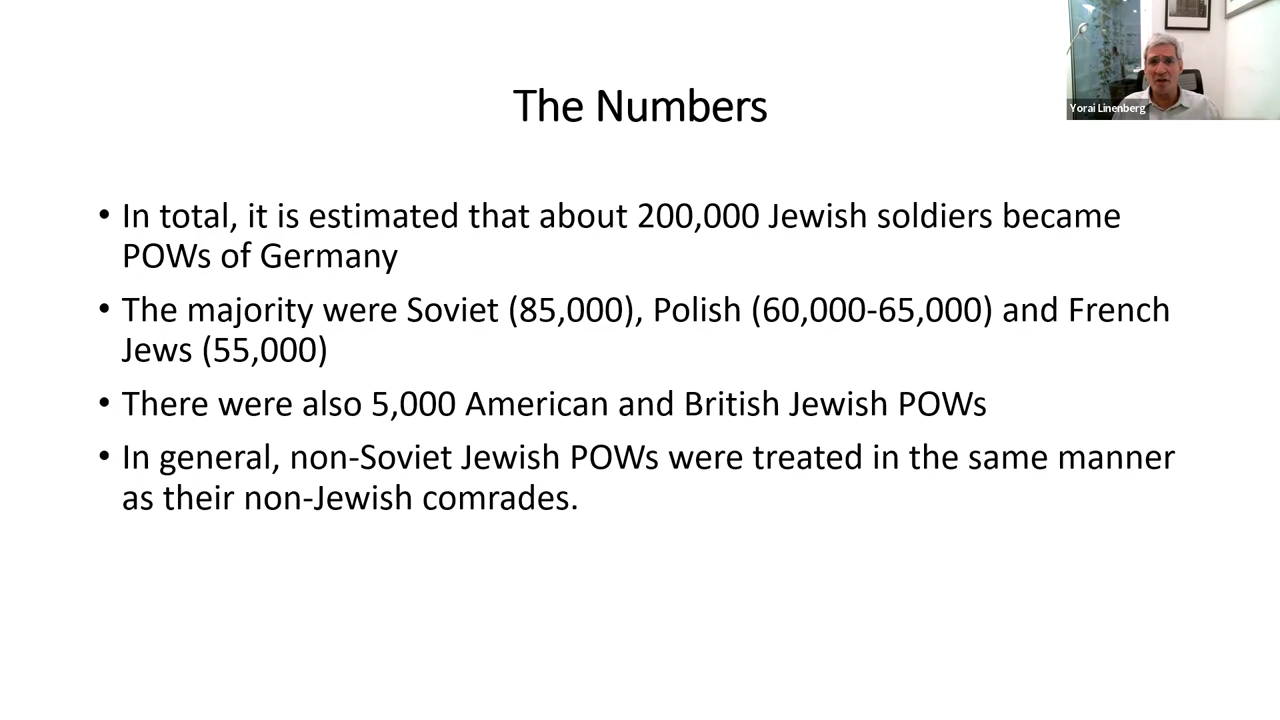 The Numbers
Yorai Linenberg
• In total, it is estimated that about 200,000 Jewish soldiers became
POWs of Germany
• The majority were Soviet (85,000), Polish (60,000-65,000) and French
Jews (55,000)
• There were also 5,000 American and British Jewish POWs
• In general, non-Soviet Jewish POWs were treated in the same manner
as their non-Jewish comrades.